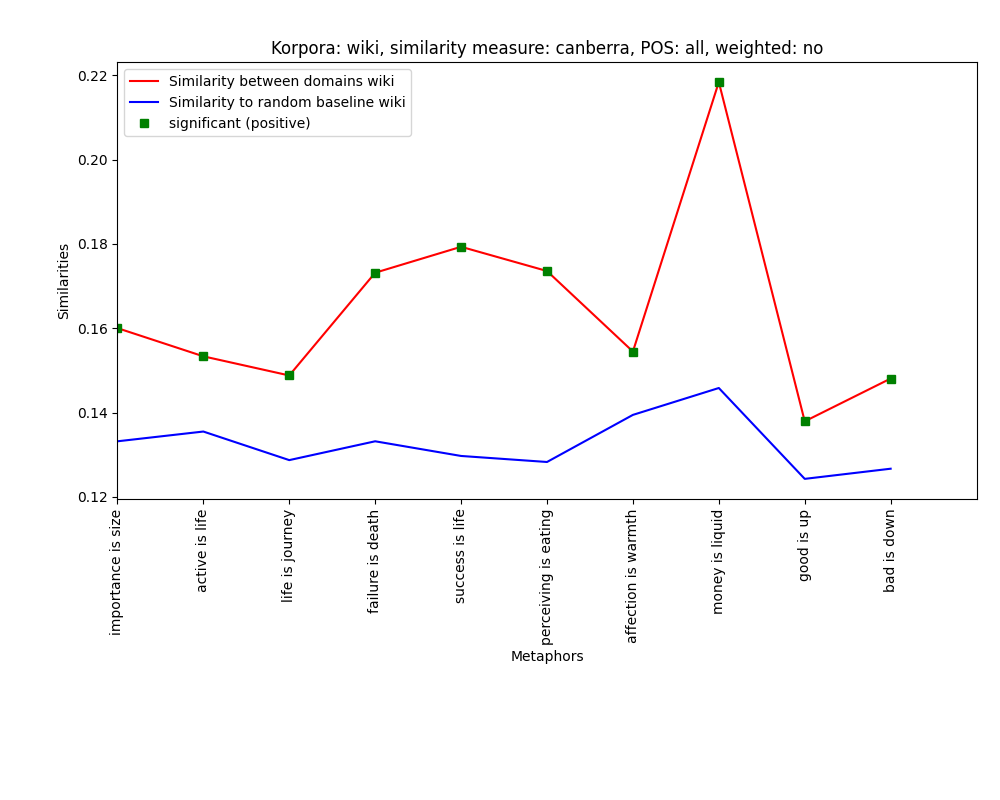 Korpora: wiki, similarity measure: canberra, POS: all, weighted: no
Similarity between domains wiki
Similarity to random baseline wiki
significant (positive)
0.22
0.20
0.18
0.16
0.14
0.12
Similarities
importance is size
active is life
life is journey
failure is death
success is life
perceiving is eating
affection is warmth
money is liquid
good is up
bad is down
Metaphors